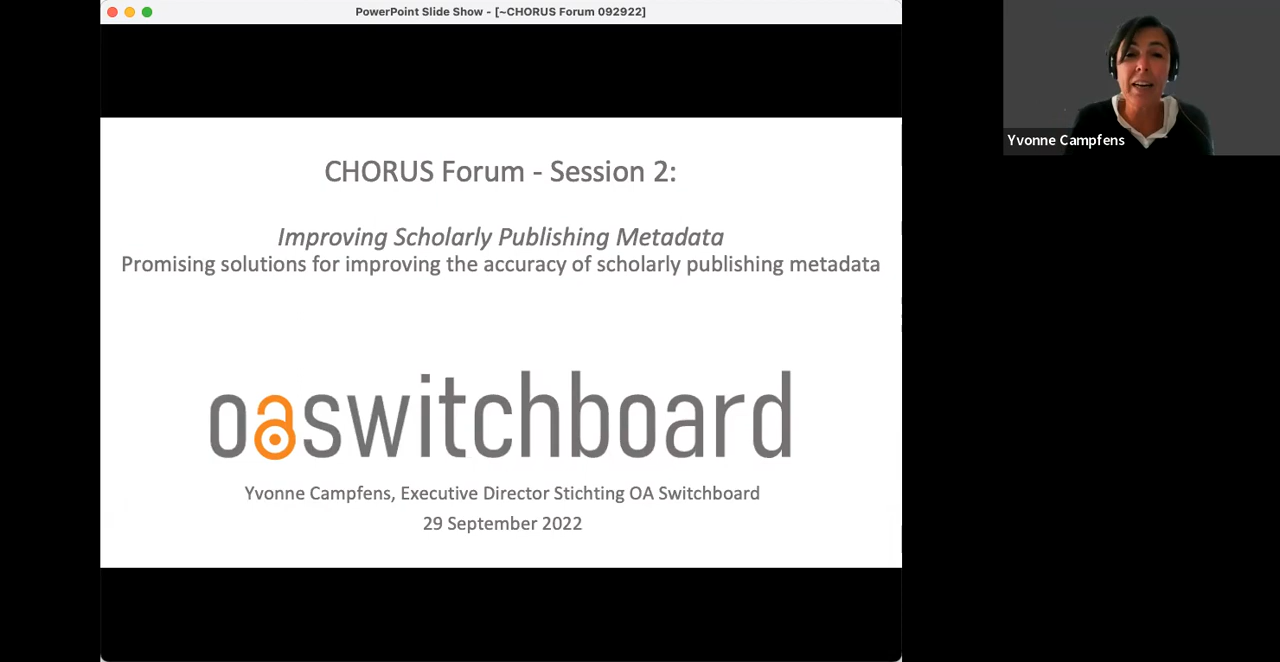 PowerPoint Slide Show - [~CHORUS Forum 092922]
CHORUS Forum - Session 2:
Improving Scholarly Publishing Metadata
Promising solutions for improving the accuracy of scholarly publishing metadata
oaswitchboard
Yvonne Campfens, Executive Director Stichting OA Switchboard
29 September 2022
Yvonne Campfens